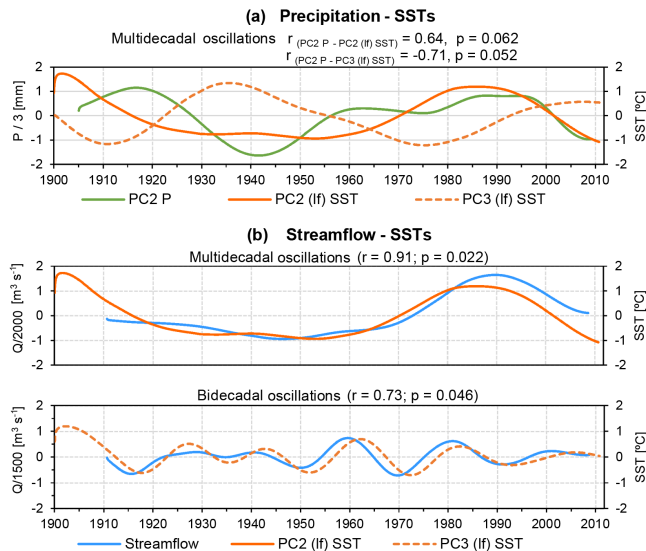 (a) Precipitation - SSTs
Multidecadal oscillations r (PC2 P - PC2 (lf) SST) = 0.64, p = 0.062
r (PC2 P - PC3 (lf) SST) = -0.71, p = 0.052
P / 3 [mm]
2
1
0
-1
-2
2
1
0
-1
-2
SST [ºC]
1900 1910 1920 1930 1940 1950 1960 1970 1980 1990 2000 2010
PC2 P PC2 (lf) SST PC3 (lf) SST
(b) Streamflow - SSTs
Multidecadal oscillations (r = 0.91; p = 0.022)
Q/2000 [m³ s⁻¹]
2
1
0
-1
-2
2
1
0
-1
-2
SST [ºC]
Bidecadal oscillations (r = 0.73; p = 0.046)
Q/1500 [m³ s⁻¹]
2
1
0
-1
-2
2
1
0
-1
-2
SST [ºC]
1900 1910 1920 1930 1940 1950 1960 1970 1980 1990 2000 2010
Streamflow PC2 (lf) SST PC3 (lf) SST